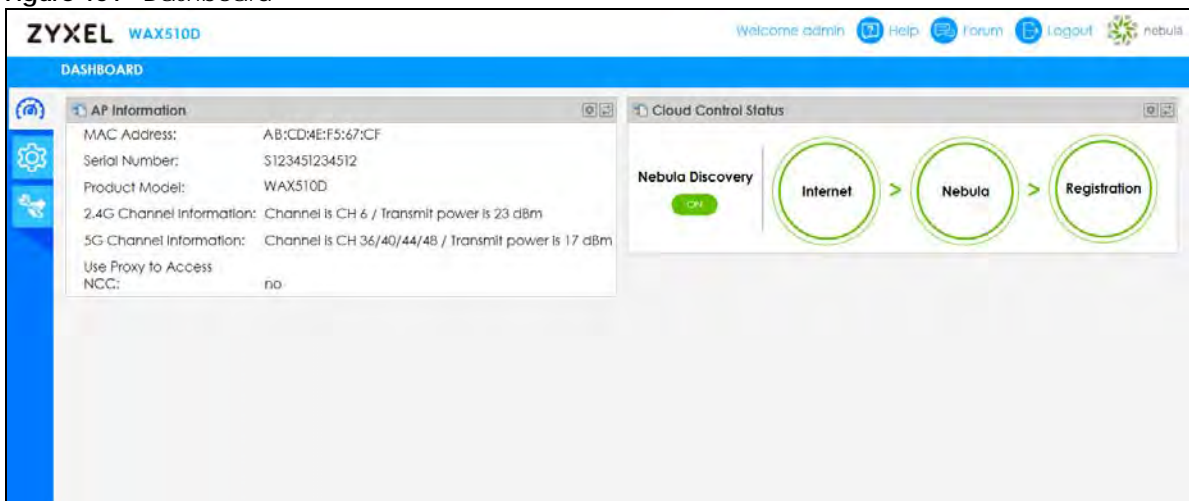 ZYXEL WAX510D
Welcome admin Help Forum Logout nebula
DASHBOARD
AP Information
MAC Address: AB:CD:4E:F5:67:CF
Serial Number: S123451234512
Product Model: WAX510D
2.4G Channel Information: Channel is CH 6 / Transmit power is 23 dBm
5G Channel Information: Channel is CH 36/40/44/48 / Transmit power is 17 dBm
Use Proxy to Access
NCC: no
Cloud Control Status
Nebula Discovery
ON
Internet > Nebula > Registration